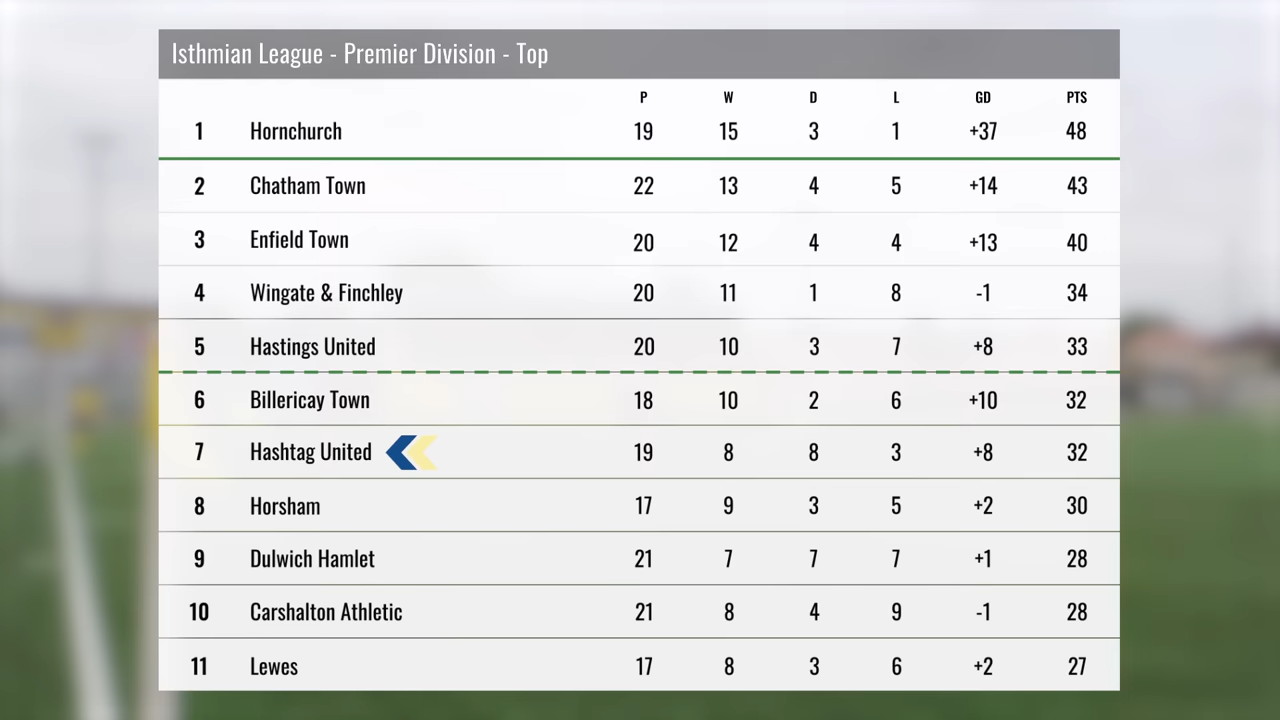 Isthmian League - Premier Division - Top
P W D L GD PTS
1 Hornchurch 19 15 3 1 +37 48
2 Chatham Town 22 13 4 5 +14 43
3 Enfield Town 20 12 4 4 +13 40
4 Wingate & Finchley 20 11 1 8 -1 34
5 Hastings United 20 10 3 7 +8 33
6 Billericay Town 18 10 2 6 +10 32
7 Hashtag United 19 8 8 3 +8 32
8 Horsham 17 9 3 5 +2 30
9 Dulwich Hamlet 21 7 7 7 +1 28
10 Carshalton Athletic 21 8 4 9 -1 28
11 Lewes 17 8 3 6 +2 27